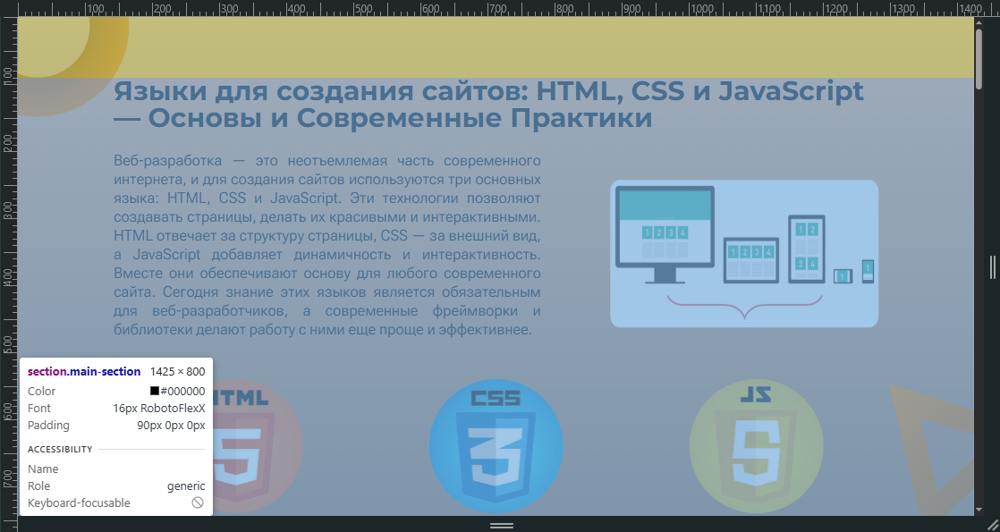 100 200 300 400 500 600 700 800 900 1000 1100 1200 1300 1400
100
200
300
400
500
600
700
Языки для создания сайтов: HTML, CSS и JavaScript
— Основы и Современные Практики
Веб-разработка — это неотъемлемая часть современного
интернета, и для создания сайтов используются три основных
языка: HTML, CSS и JavaScript. Эти технологии позволяют
создавать страницы, делать их красивыми и интерактивными.
HTML отвечает за структуру страницы, CSS — за внешний вид,
а JavaScript добавляет динамичность и интерактивность.
Вместе они обеспечивают основу для любого современного
сайта. Сегодня знание этих языков является обязательным
для веб-разработчиков, а современные фреймворки и
библиотеки делают работу с ними еще проще и эффективнее.
1 2 3 4
1 2 3 4
1 2
3 4
1
1
section.main-section 1425 × 800
Color #000000
Font 16px RobotoFlexX
Padding 90px 0px 0px
ACCESSIBILITY
Name
Role generic
Keyboard-focusable
HTML
5
CSS
3
JS
5